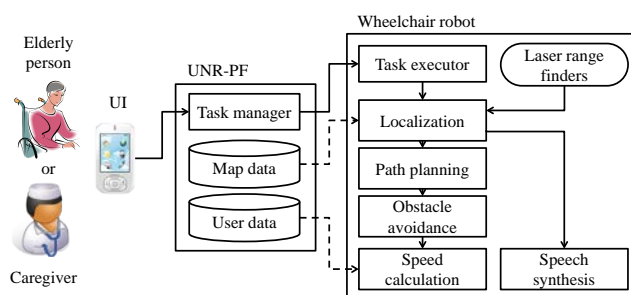 Elderly
person
or
Caregiver
UI
UNR-PF
Task manager
Map data
User data
Wheelchair robot
Task executor
Laser range
finders
Localization
Path planning
Obstacle
avoidance
Speed
calculation
Speech
synthesis